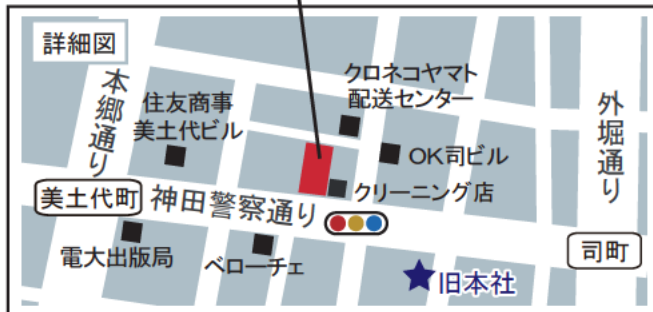 詳細図
本郷通り
住友商事
美土代ビル
クロネコヤマト
配送センター
外堀通り
OK司ビル
クリーニング店
美土代町
神田警察通り
電大出版局
ベローチェ
旧本社
司町